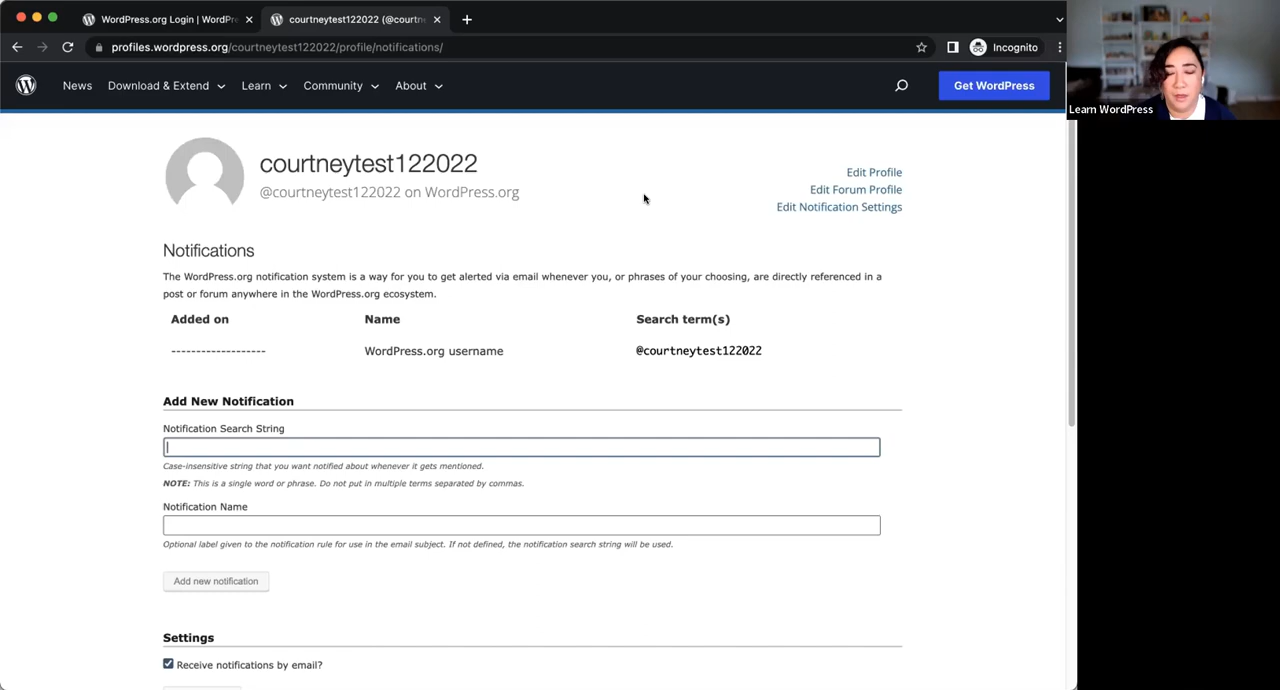 WordPress.org Login | WordPr
courtneytest122022 (@courtn
profiles.wordpress.org/courtneytest122022/profile/notifications/
Incognito
News
Download & Extend
Learn
Community
About
Get WordPress
Learn WordPress
courtneytest122022
@courtneytest122022 on WordPress.org
Edit Profile
Edit Forum Profile
Edit Notification Settings
Notifications
The WordPress.org notification system is a way for you to get alerted via email whenever you, or phrases of your choosing, are directly referenced in a
post or forum anywhere in the WordPress.org ecosystem.
Added on Name Search term(s)
------------------- WordPress.org username @courtneytest122022
Add New Notification
Notification Search String
Case-insensitive string that you want notified about whenever it gets mentioned.
NOTE: This is a single word or phrase. Do not put in multiple terms separated by commas.
Notification Name
Optional label given to the notification rule for use in the email subject. If not defined, the notification search string will be used.
Add new notification
Settings
Receive notifications by email?